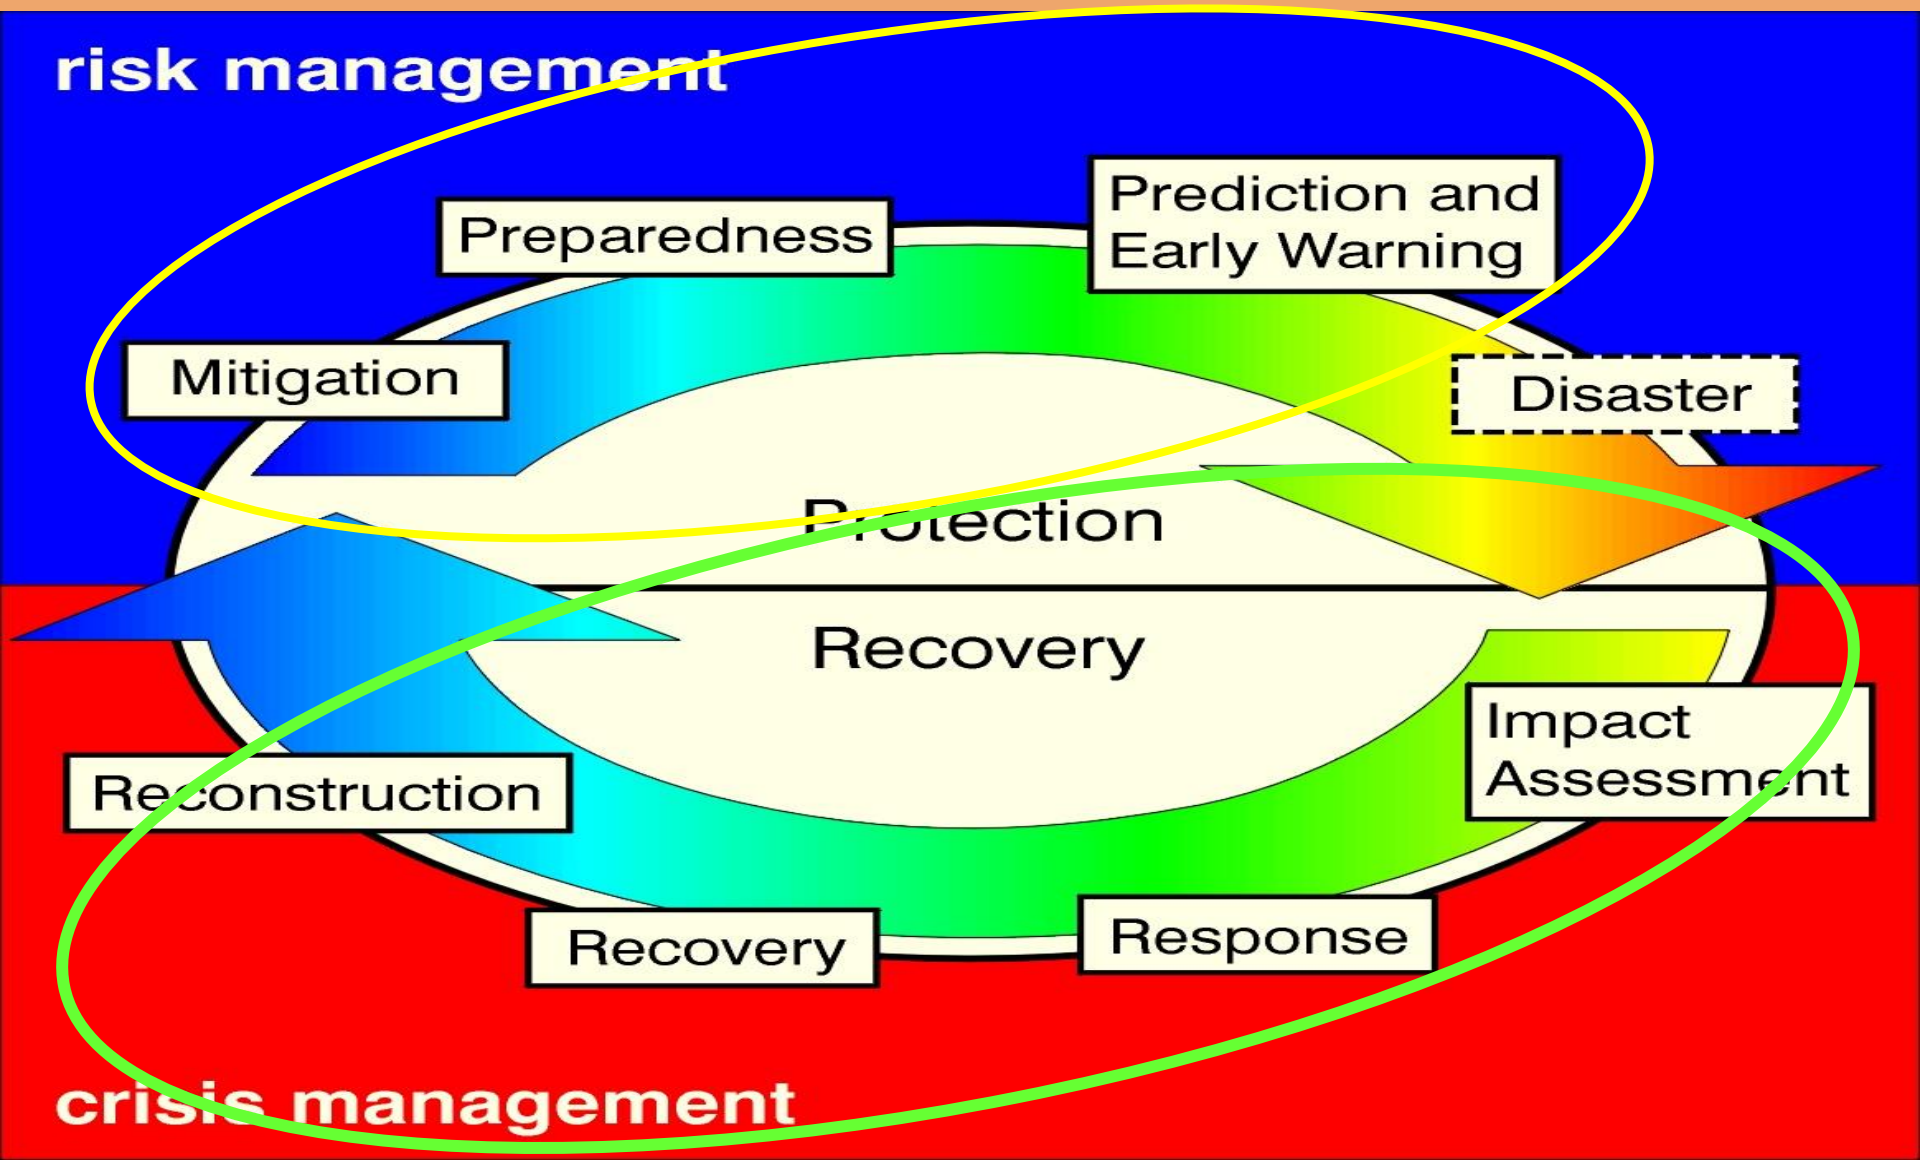 risk management
Preparedness
Prediction and
Early Warning
Mitigation
Disaster
Protection
Recovery
Impact
Assessment
Reconstruction
Recovery
Response
crisis management